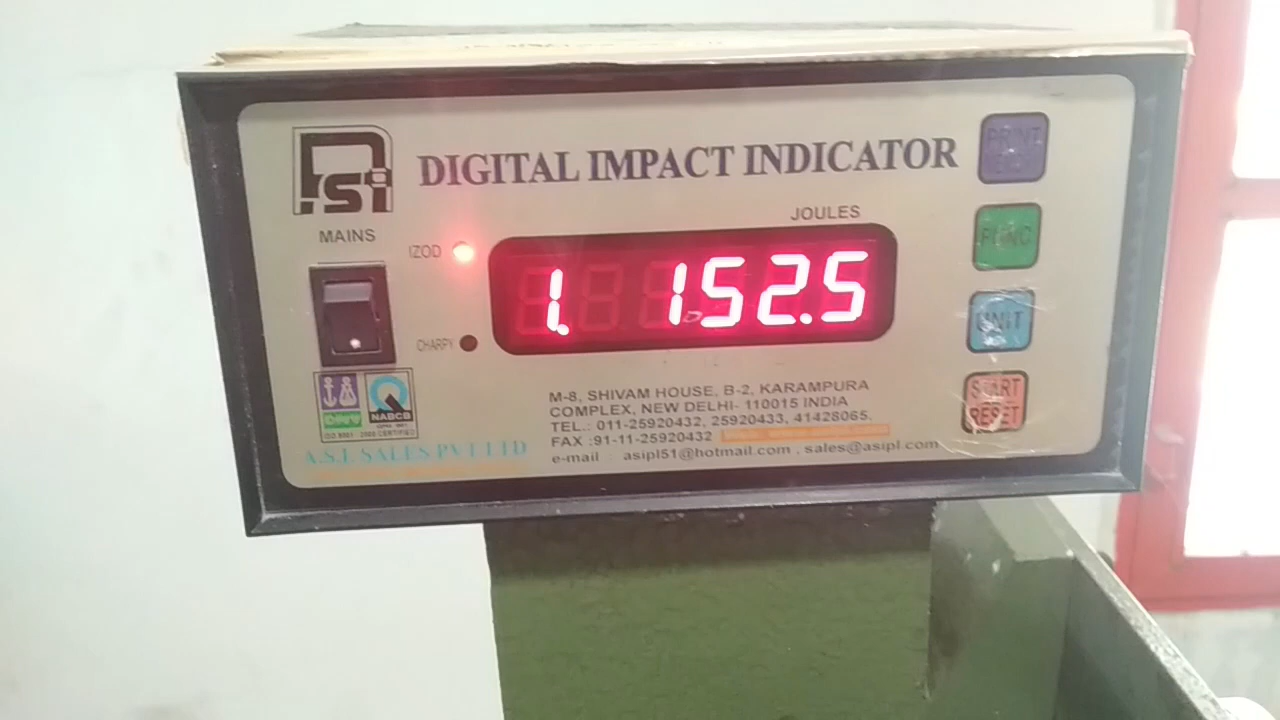 DIGITAL IMPACT INDICATOR
JOULES
MAINS
IZOD
1. 152.5
CHARPY
PRINT
FUNC
UNIT
START
RESET
NABCB
M-8, SHIVAM HOUSE, B-2, KARAMPURA
COMPLEX, NEW DELHI- 110015 INDIA
TEL.: 011-25920432, 25920433, 41428065,
FAX :91-11-25920432
e-mail : asipl51@hotmail.com , sales@asipl.com
A.S.I. SALES PVT LTD